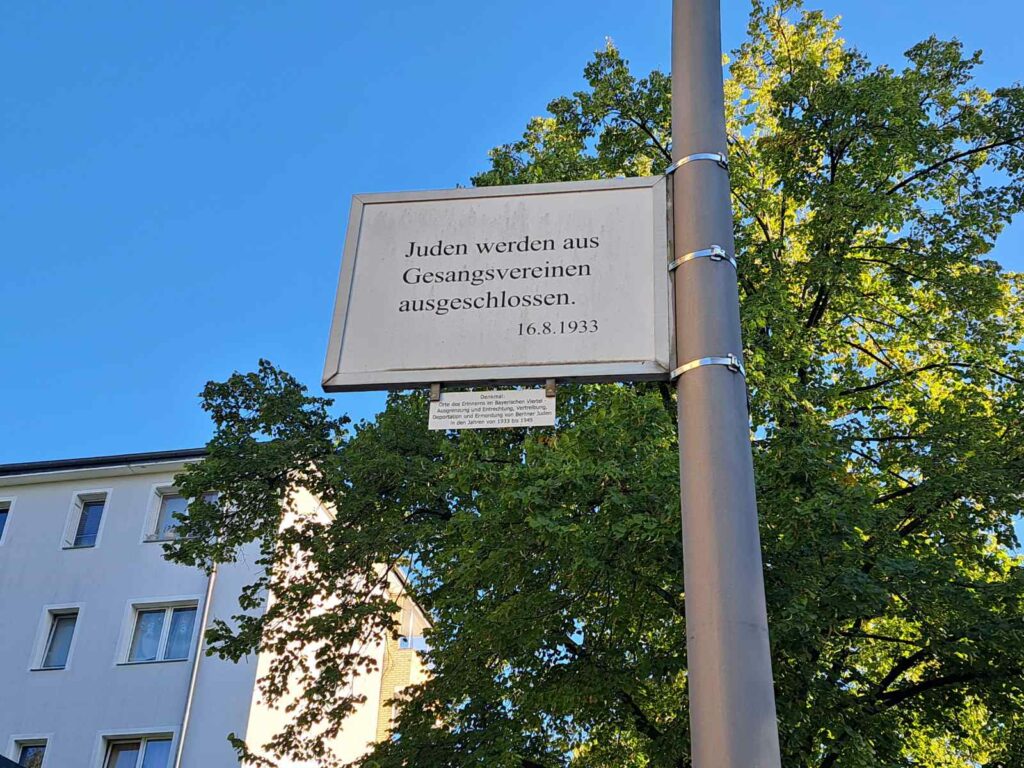 Juden werden aus
Gesangsvereinen
ausgeschlossen.
16.8.1933
Denkmal:
Orte des Erinnerns im Bayerischen Viertel
Ausgrenzung und Entrechtung, Vertreibung,
Deportation und Ermordung von Berliner Juden
in den Jahren von 1933 bis 1945